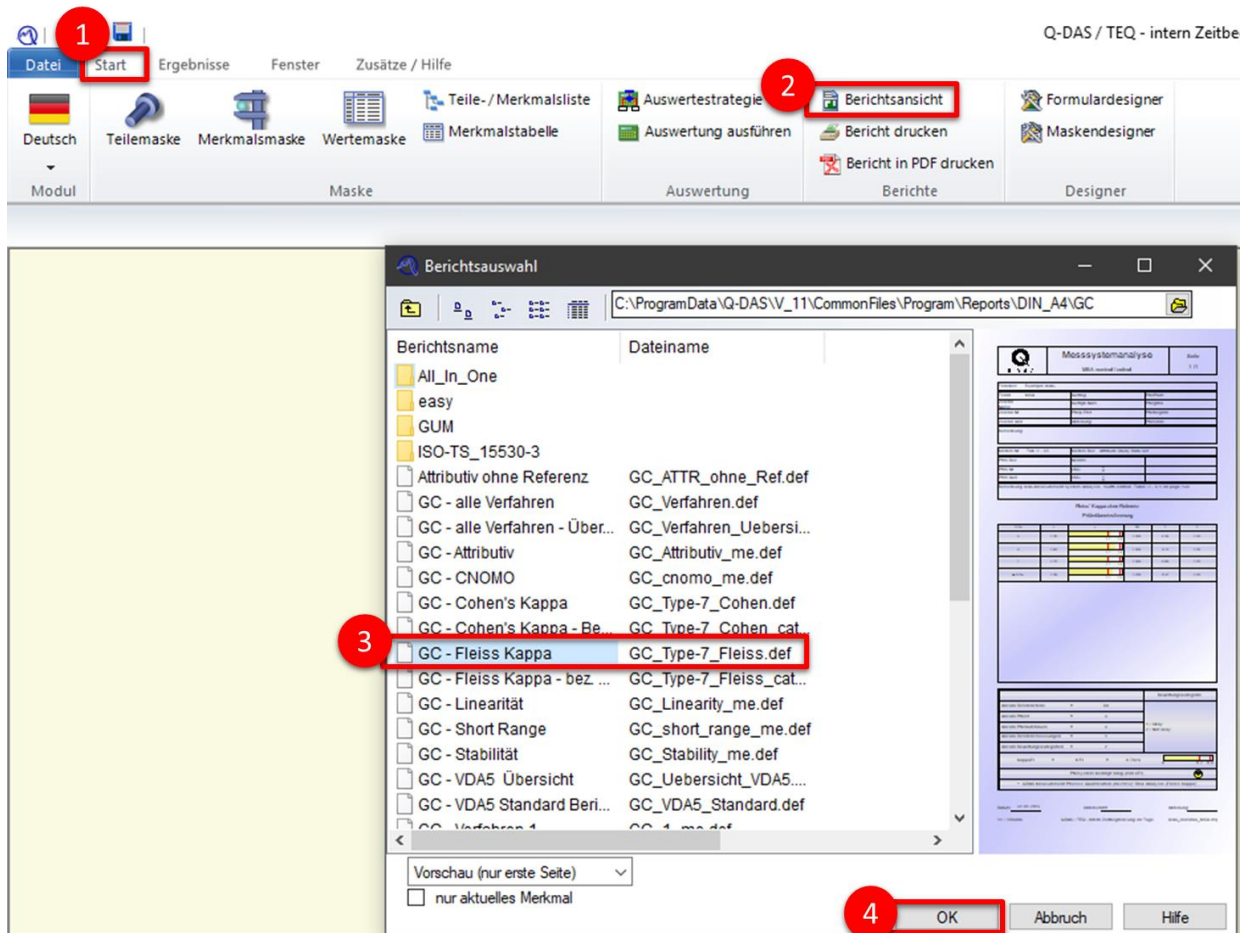 1
Q-DAS / TEQ - intern Zeitbe
Datei Start Ergebnisse Fenster Zusätze / Hilfe
2
Deutsch
Teilemaske Merkmalsmaske Wertemaske
Teile-/Merkmalsliste
Merkmalstabelle
Auswertestrategie
Auswertung ausführen
Berichtsansicht
Bericht drucken
Bericht in PDF drucken
Formulardesigner
Maskendesigner
Modul Maske Auswertung Berichte Designer
Berichtsauswahl
C:\ProgramData\Q-DAS\V_11\CommonFiles\Program\Reports\DIN_A4\GC
Berichtsname Dateiname
All_In_One
easy
GUM
ISO-TS_15530-3
Attributiv ohne Referenz GC_ATTR_ohne_Ref.def
GC - alle Verfahren GC_Verfahren.def
GC - alle Verfahren - Über... GC_Verfahren_Uebersi...
GC - Attributiv GC_Attributiv_me.def
GC - CNOMO GC_cnomo_me.def
GC - Cohen's Kappa GC_Type-7_Cohen.def
GC - Cohen's Kappa - Be... GC_Type-7_Cohen_cat...
3
GC - Fleiss Kappa GC_Type-7_Fleiss.def
GC - Fleiss Kappa - bez. ... GC_Type-7_Fleiss_cat...
GC - Linearität GC_Linearity_me.def
GC - Short Range GC_short_range_me.def
GC - Stabilität GC_Stability_me.def
GC - VDA5 Übersicht GC_Uebersicht_VDA5....
GC - VDA5 Standard Beri... GC_VDA5_Standard.def
GC - Verfahren 1 GC_1_me.def
Messsystemanalyse
Vorschau (nur erste Seite)
nur aktuelles Merkmal
4
OK Abbruch Hilfe